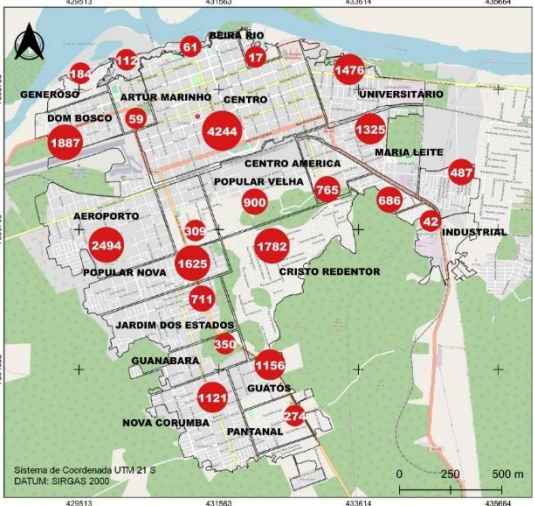 429513 431563 433614 435664
BEIRA RIO
61
17
112
184
1476
GENEROSO
ARTUR MARINHO
CENTRO
UNIVERSITÁRIO
DOM BOSCO
59
4244
1325
1887
MARIA LEITE
CENTRO AMERICA
POPULAR VELHA
765
487
900
686
AEROPORTO
309
42
INDUSTRIAL
2494
1782
1625
POPULAR NOVA
CRISTO REDENTOR
711
JARDIM DOS ESTADOS
350
GUANABARA
1156
GUATOS
1121
274
NOVA CORUMBA
PANTANAL
Sistema de Coordenada UTM 21 S
DATUM: SIRGAS 2000
0 250 500 m
429513 431563 433614 435664